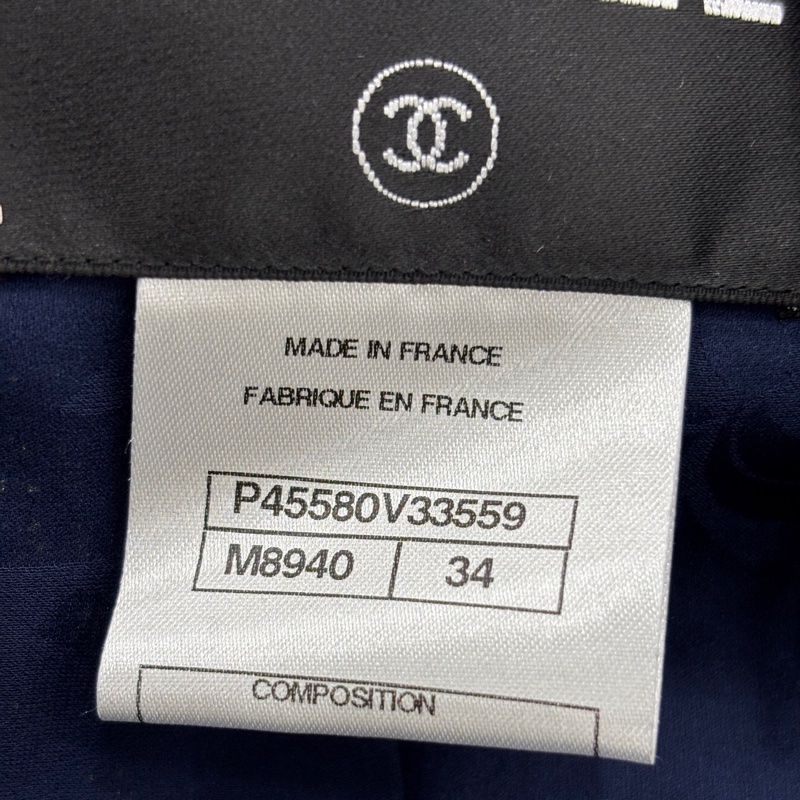 MADE IN FRANCE
FABRIQUE EN FRANCE
P45580V33559
M8940 34
COMPOSITION